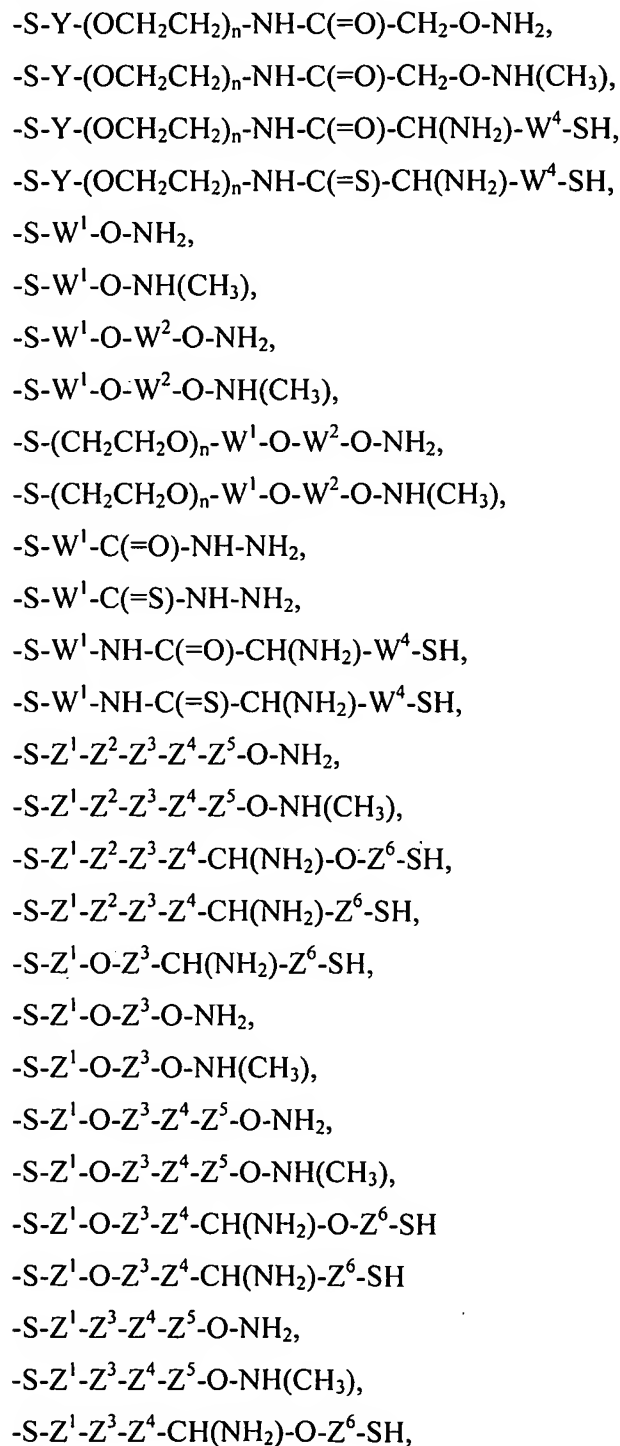 -S-Y-(OCH₂CH₂)ₙ-NH-C(=O)-CH₂-O-NH₂,
-S-Y-(OCH₂CH₂)ₙ-NH-C(=O)-CH₂-O-NH(CH₃),
-S-Y-(OCH₂CH₂)ₙ-NH-C(=O)-CH(NH₂)-W⁴-SH,
-S-Y-(OCH₂CH₂)ₙ-NH-C(=S)-CH(NH₂)-W⁴-SH,
-S-W¹-O-NH₂,
-S-W¹-O-NH(CH₃),
-S-W¹-O-W²-O-NH₂,
-S-W¹-O-W²-O-NH(CH₃),
-S-(CH₂CH₂O)ₙ-W¹-O-W²-O-NH₂,
-S-(CH₂CH₂O)ₙ-W¹-O-W²-O-NH(CH₃),
-S-W¹-C(=O)-NH-NH₂,
-S-W¹-C(=S)-NH-NH₂,
-S-W¹-NH-C(=O)-CH(NH₂)-W⁴-SH,
-S-W¹-NH-C(=S)-CH(NH₂)-W⁴-SH,
-S-Z¹-Z²-Z³-Z⁴-Z⁵-O-NH₂,
-S-Z¹-Z²-Z³-Z⁴-Z⁵-O-NH(CH₃),
-S-Z¹-Z²-Z³-Z⁴-CH(NH₂)-O-Z⁶-SH,
-S-Z¹-Z²-Z³-Z⁴-CH(NH₂)-Z⁶-SH,
-S-Z¹-O-Z³-CH(NH₂)-Z⁶-SH,
-S-Z¹-O-Z³-O-NH₂,
-S-Z¹-O-Z³-O-NH(CH₃),
-S-Z¹-O-Z³-Z⁴-Z⁵-O-NH₂,
-S-Z¹-O-Z³-Z⁴-Z⁵-O-NH(CH₃),
-S-Z¹-O-Z³-Z⁴-CH(NH₂)-O-Z⁶-SH
-S-Z¹-O-Z³-Z⁴-CH(NH₂)-Z⁶-SH
-S-Z¹-Z³-Z⁴-Z⁵-O-NH₂,
-S-Z¹-Z³-Z⁴-Z⁵-O-NH(CH₃),
-S-Z¹-Z³-Z⁴-CH(NH₂)-O-Z⁶-SH,